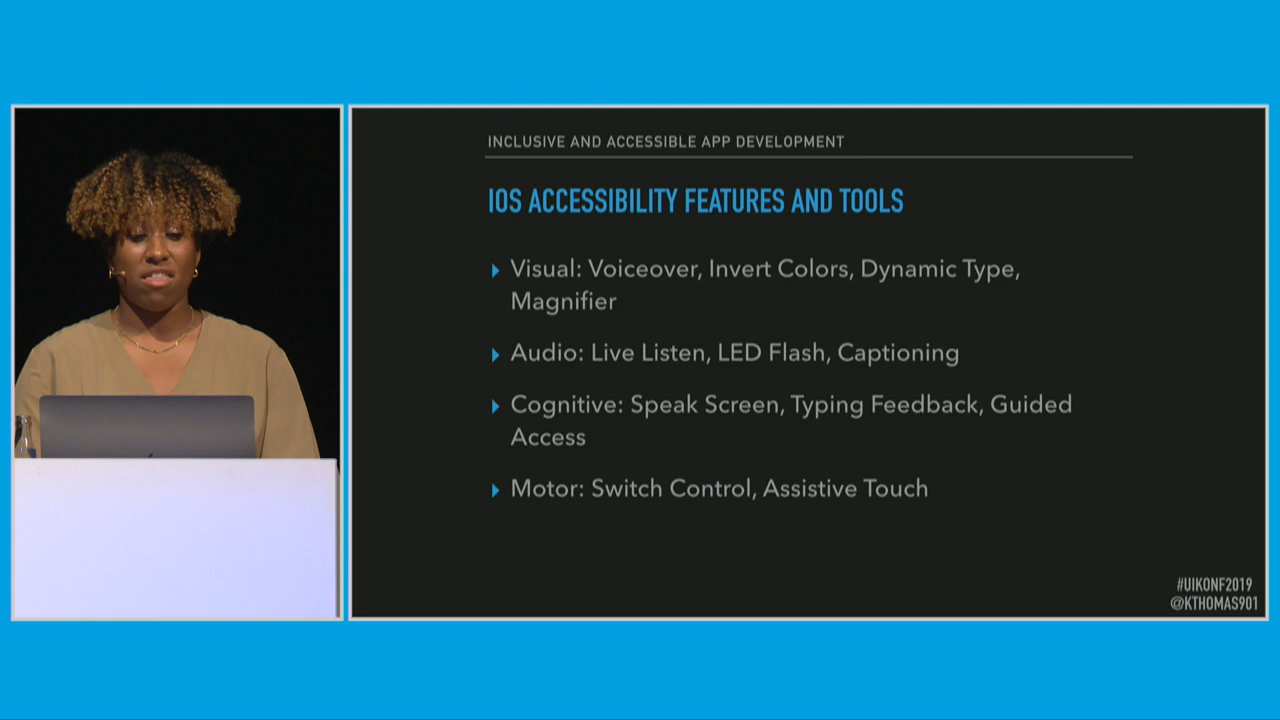 INCLUSIVE AND ACCESSIBLE APP DEVELOPMENT
IOS ACCESSIBILITY FEATURES AND TOOLS
Visual: Voiceover, Invert Colors, Dynamic Type,
Magnifier
Audio: Live Listen, LED Flash, Captioning
Cognitive: Speak Screen, Typing Feedback, Guided
Access
Motor: Switch Control, Assistive Touch
#UIKONF2019
@KTHOMAS901